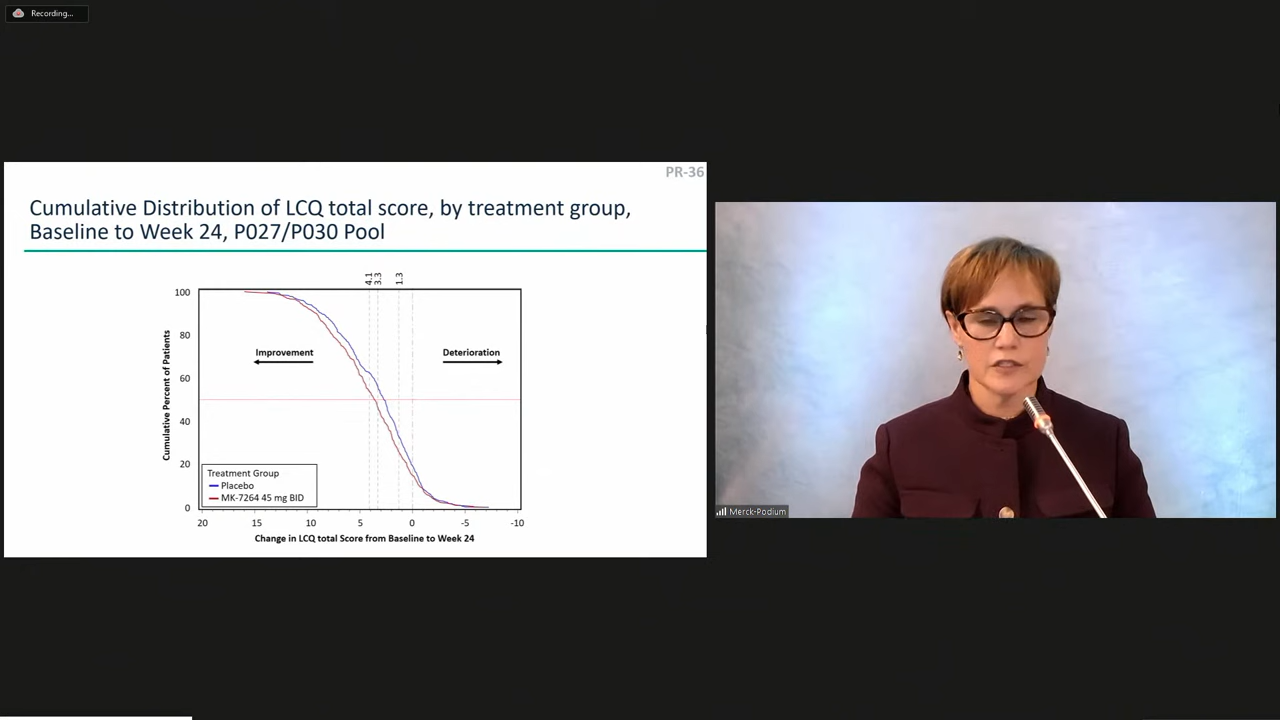 Recording...
PR-36
Cumulative Distribution of LCQ total score, by treatment group,
Baseline to Week 24, P027/P030 Pool
4.1
3.3
1.3
Cumulative Percent of Patients
100
80
60
40
20
0
Improvement
Deterioration
Treatment Group
Placebo
MK-7264 45 mg BID
20 15 10 5 0 -5 -10
Change in LCQ total Score from Baseline to Week 24
Merck-Podium